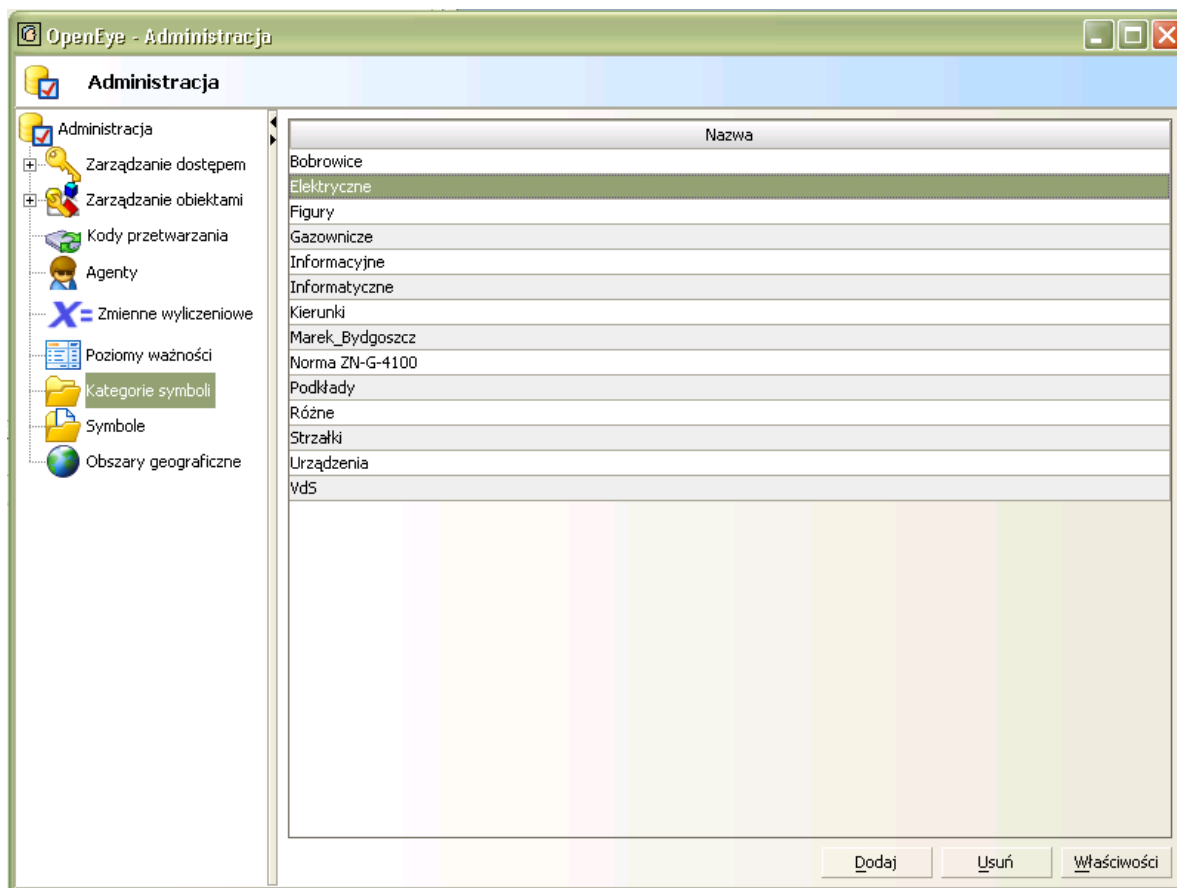 OpenEye - Administracja
Administracja
Administracja
Zarządzanie dostępem
Zarządzanie obiektami
Kody przetwarzania
Agenty
X= Zmienne wyliczeniowe
Poziomy ważności
Kategorie symboli
Symbole
Obszary geograficzne
Nazwa
Bobrowice
Elektryczne
Figury
Gazownicze
Informacyjne
Informatyczne
Kierunki
Marek_Bydgoszcz
Norma ZN-G-4100
Podkłady
Różne
Strzałki
Urządzenia
VdS
Dodaj Usuń Właściwości